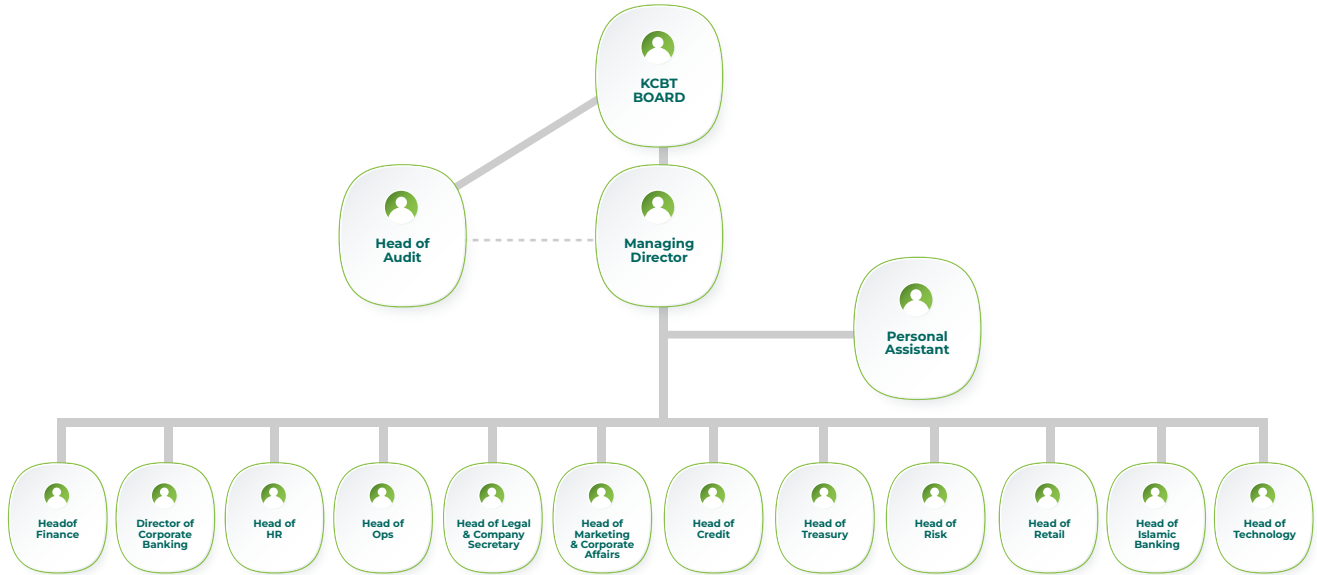 KCBT
BOARD
Head of
Audit
Managing
Director
Personal
Assistant
Headof
Finance
Director of
Corporate
Banking
Head of
HR
Head of
Ops
Head of Legal
& Company
Secretary
Head of
Marketing
& Corporate
Affairs
Head of
Credit
Head of
Treasury
Head of
Risk
Head of
Retail
Head of
Islamic
Banking
Head of
Technology